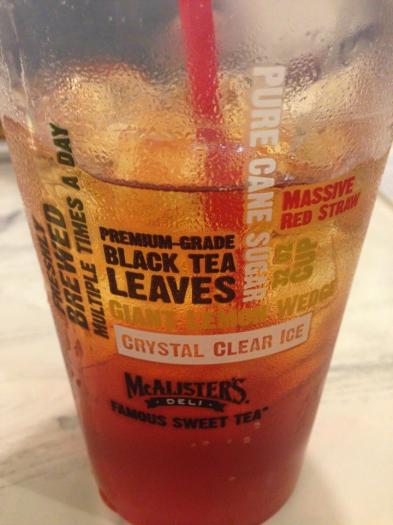 FRESHLY
BREWED
MULTIPLE TIMES A DAY
PURE CANE SUGAR
MASSIVE
RED STRAW
PREMIUM-GRADE
BLACK TEA
LEAVES
32 OZ
CUP
GIANT LEMON WEDGE
CRYSTAL CLEAR ICE
McALISTER'S
DELI
FAMOUS SWEET TEA™